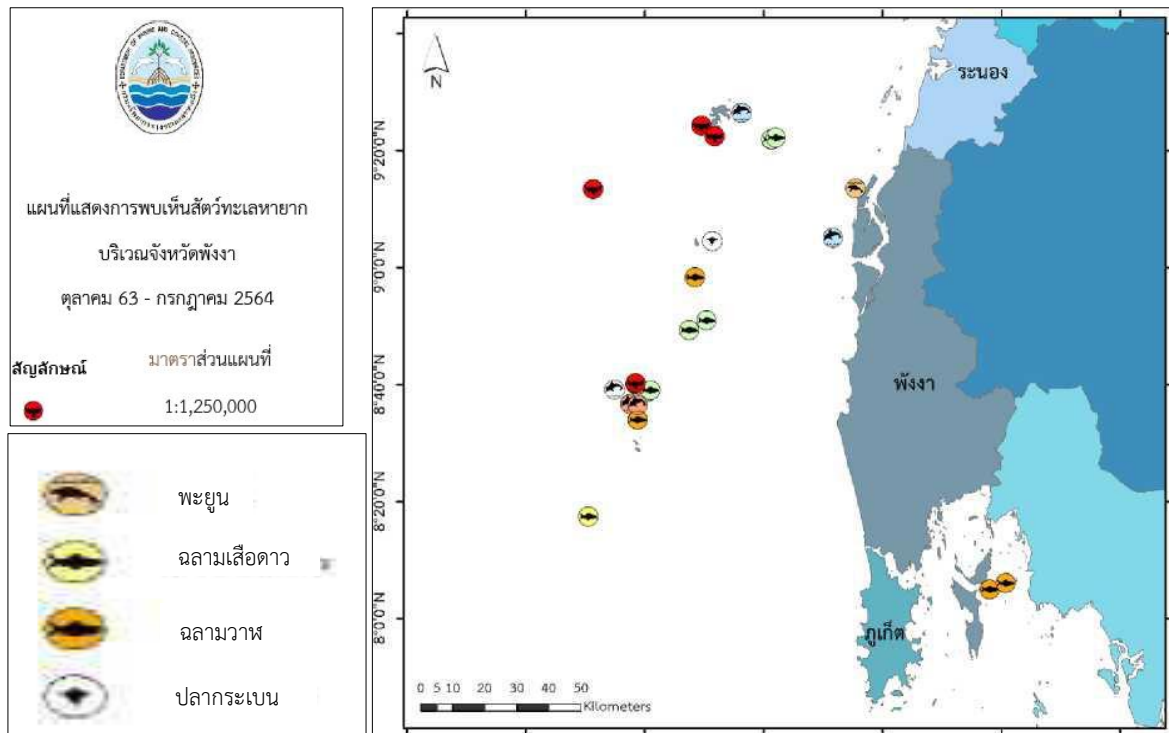 DEPARTMENT OF MARINE AND COASTAL RESOURCES
แผนที่แสดงการพบเห็นสัตว์ทะเลหายาก
บริเวณจังหวัดพังงา
ตุลาคม 63 - กรกฎาคม 2564
สัญลักษณ์
มาตราส่วนแผนที่
1:1,250,000
พะยูน
ฉลามเสือดาว
ฉลามวาฬ
ปลากระเบน
N
ระนอง
พังงา
ภูเก็ต
9°20'0"N
9°0'0"N
8°40'0"N
8°20'0"N
8°0'0"N
0 5 10 20 30 40 50
Kilometers